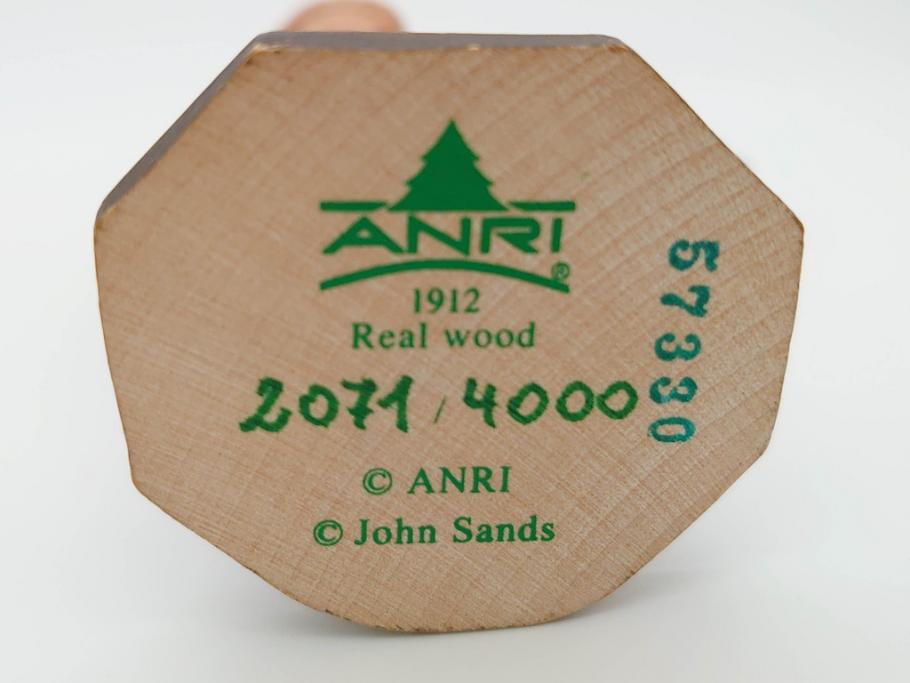 ANRI®
1912
Real wood
2071/4000
© ANRI
© John Sands
57330